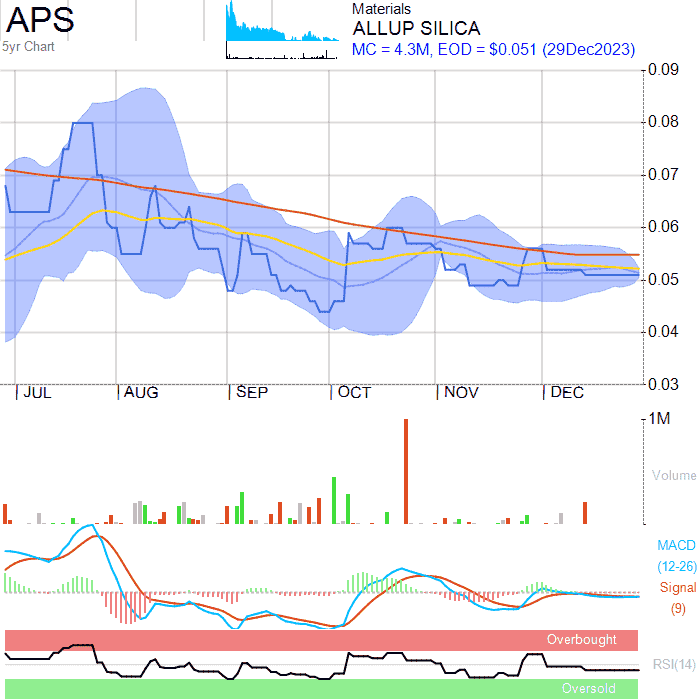 APS
5yr Chart
Materials
ALLUP SILICA
MC = 4.3M, EOD = $0.051 (29Dec2023)
0.09
0.08
0.07
0.06
0.05
0.04
0.03
JUL AUG SEP OCT NOV DEC
1M
Volume
MACD
(12-26)
Signal
(9)
Overbought
RSI(14)
Oversold